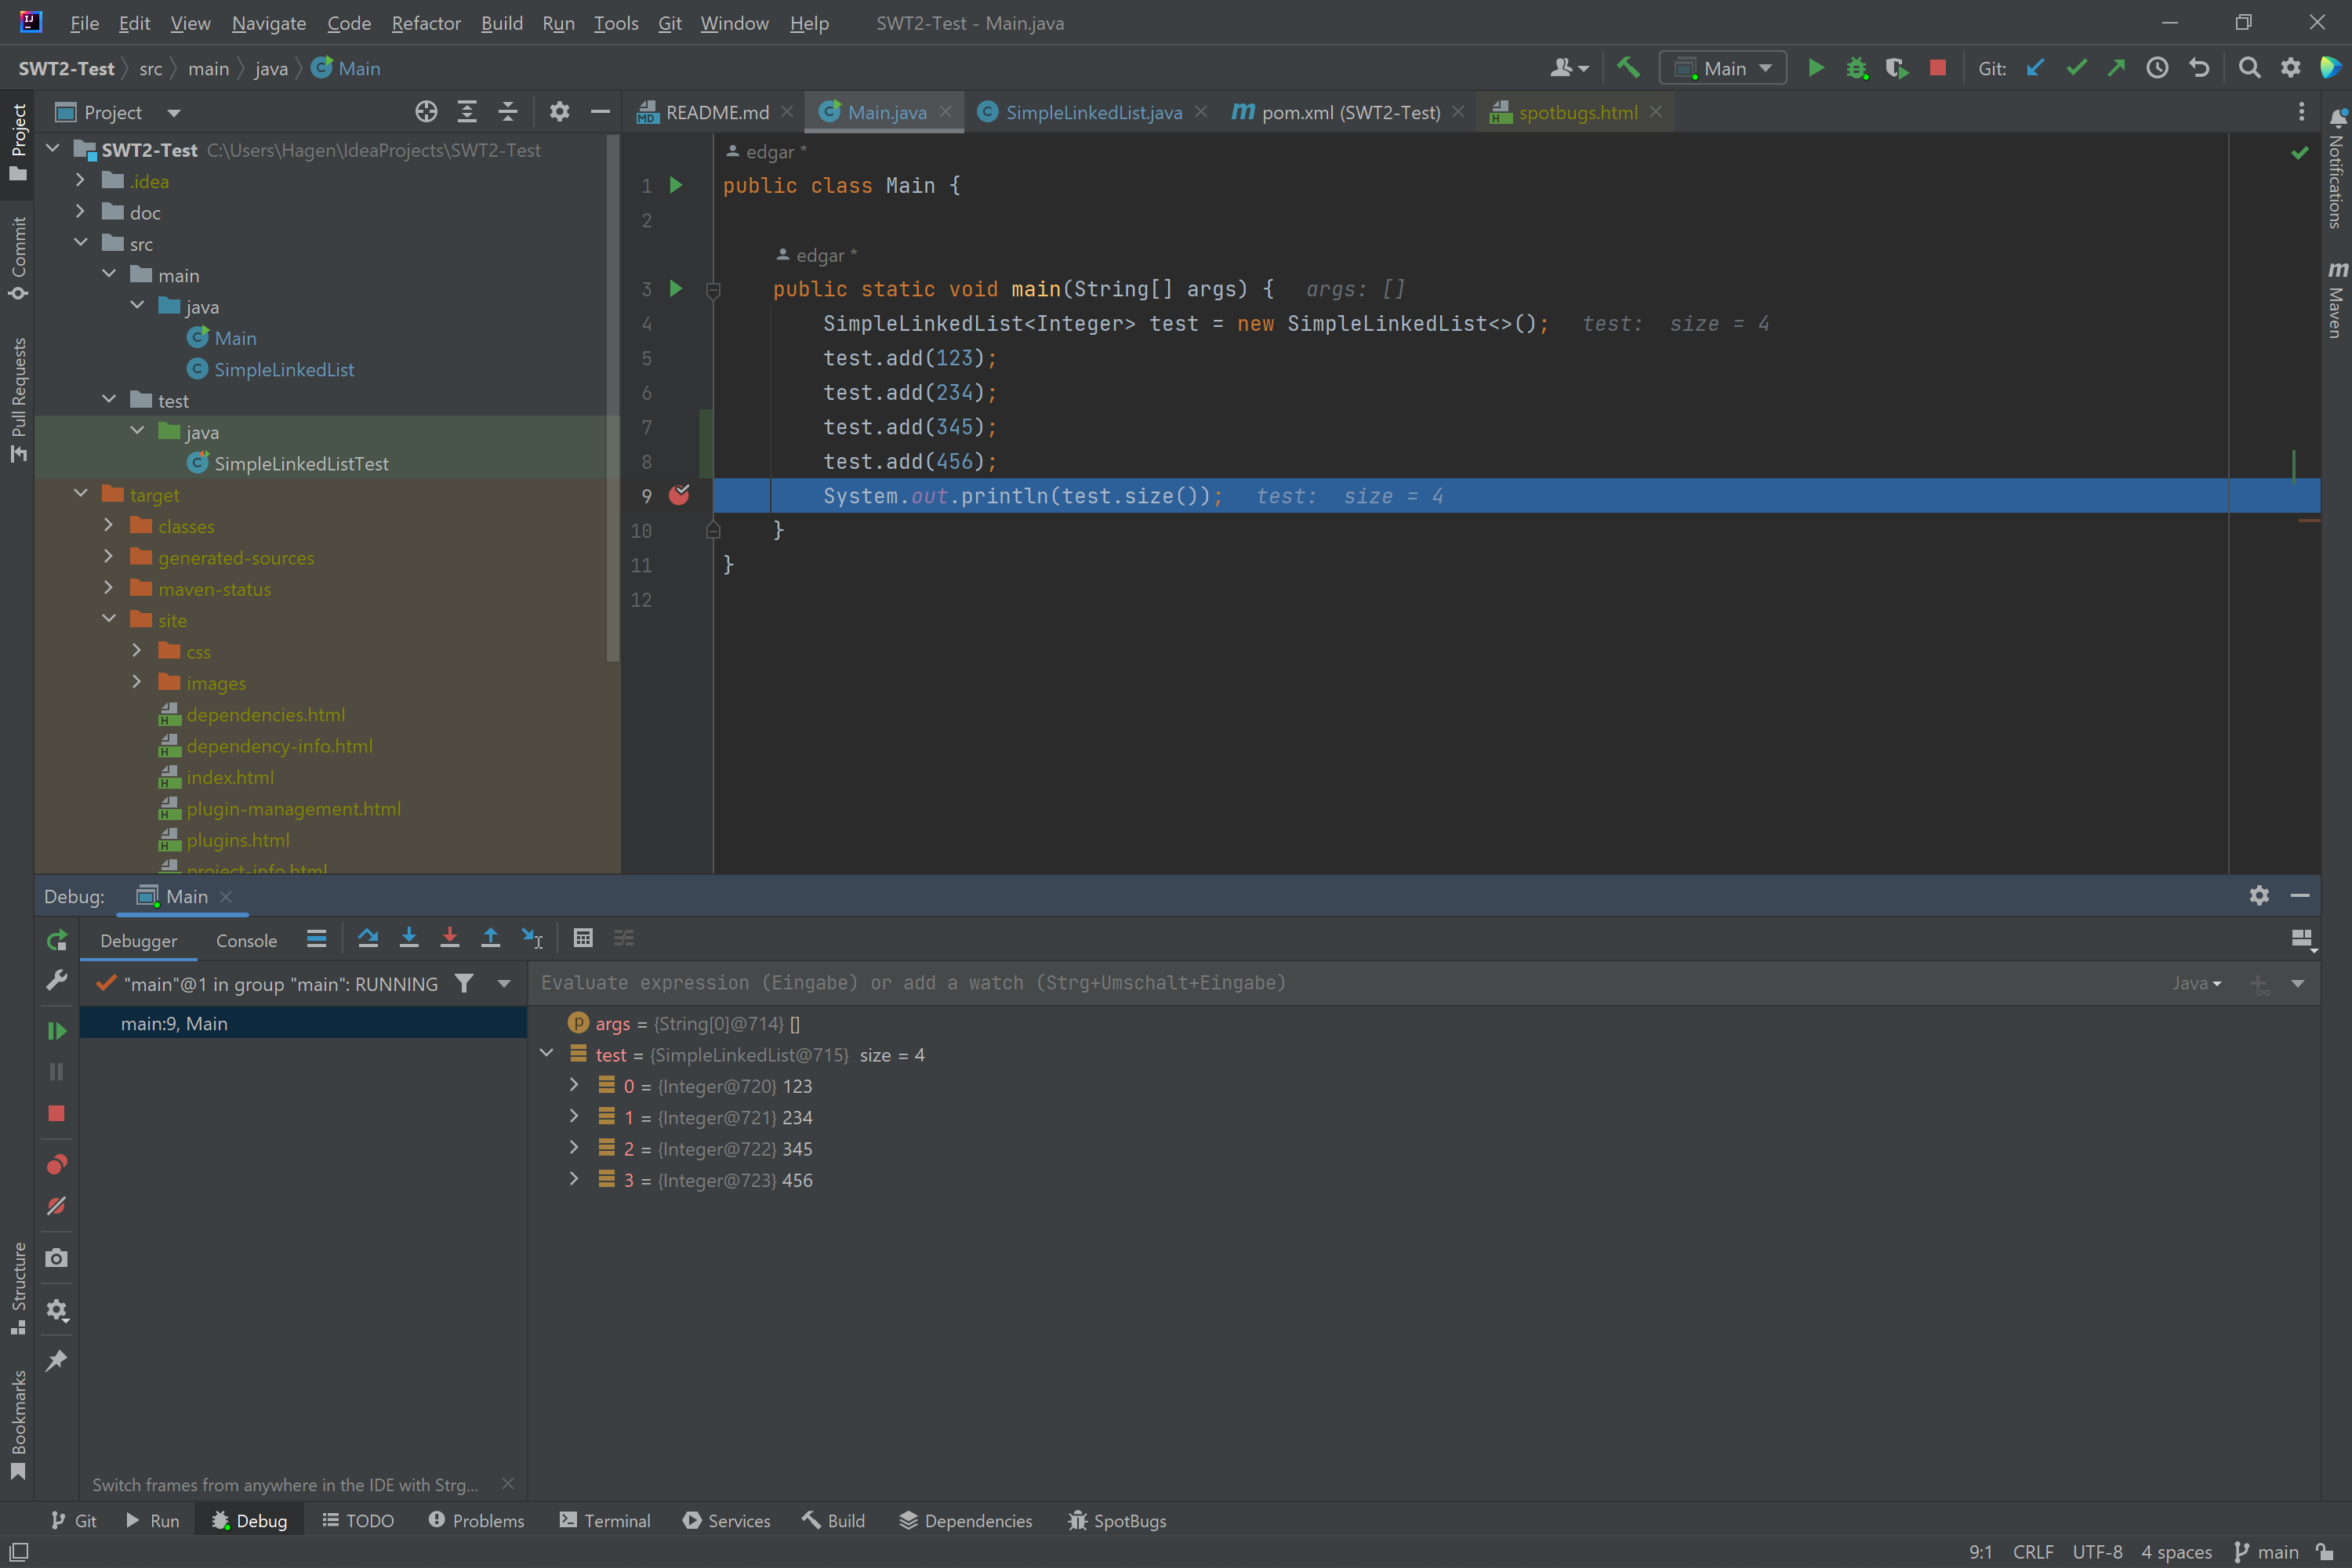 File Edit View Navigate Code Refactor Build Run Tools Git Window Help SWT2-Test - Main.java
SWT2-Test src main java Main
Main Git:
Project
README.md Main.java SimpleLinkedList.java pom.xml (SWT2-Test) spotbugs.html
Project
Commit
Pull Requests
Structure
Bookmarks
Notifications
Maven
SWT2-Test C:\Users\Hagen\IdeaProjects\SWT2-Test
.idea
doc
src
main
java
Main
SimpleLinkedList
test
java
SimpleLinkedListTest
target
classes
generated-sources
maven-status
site
css
images
dependencies.html
dependency-info.html
index.html
plugin-management.html
plugins.html
project-info.html
edgar *
1 public class Main {
2
edgar *
3 public static void main(String[] args) { args: []
4 SimpleLinkedList<Integer> test = new SimpleLinkedList<>(); test: size = 4
5 test.add(123);
6 test.add(234);
7 test.add(345);
8 test.add(456);
9 System.out.println(test.size()); test: size = 4
10 }
11 }
12
Debug: Main
Debugger Console
"main"@1 in group "main": RUNNING
main:9, Main
Switch frames from anywhere in the IDE with Strg...
Evaluate expression (Eingabe) or add a watch (Strg+Umschalt+Eingabe) Java
args = {String[0]@714} []
test = {SimpleLinkedList@715} size = 4
0 = {Integer@720} 123
1 = {Integer@721} 234
2 = {Integer@722} 345
3 = {Integer@723} 456
Git Run Debug TODO Problems Terminal Services Build Dependencies SpotBugs
9:1 CRLF UTF-8 4 spaces main